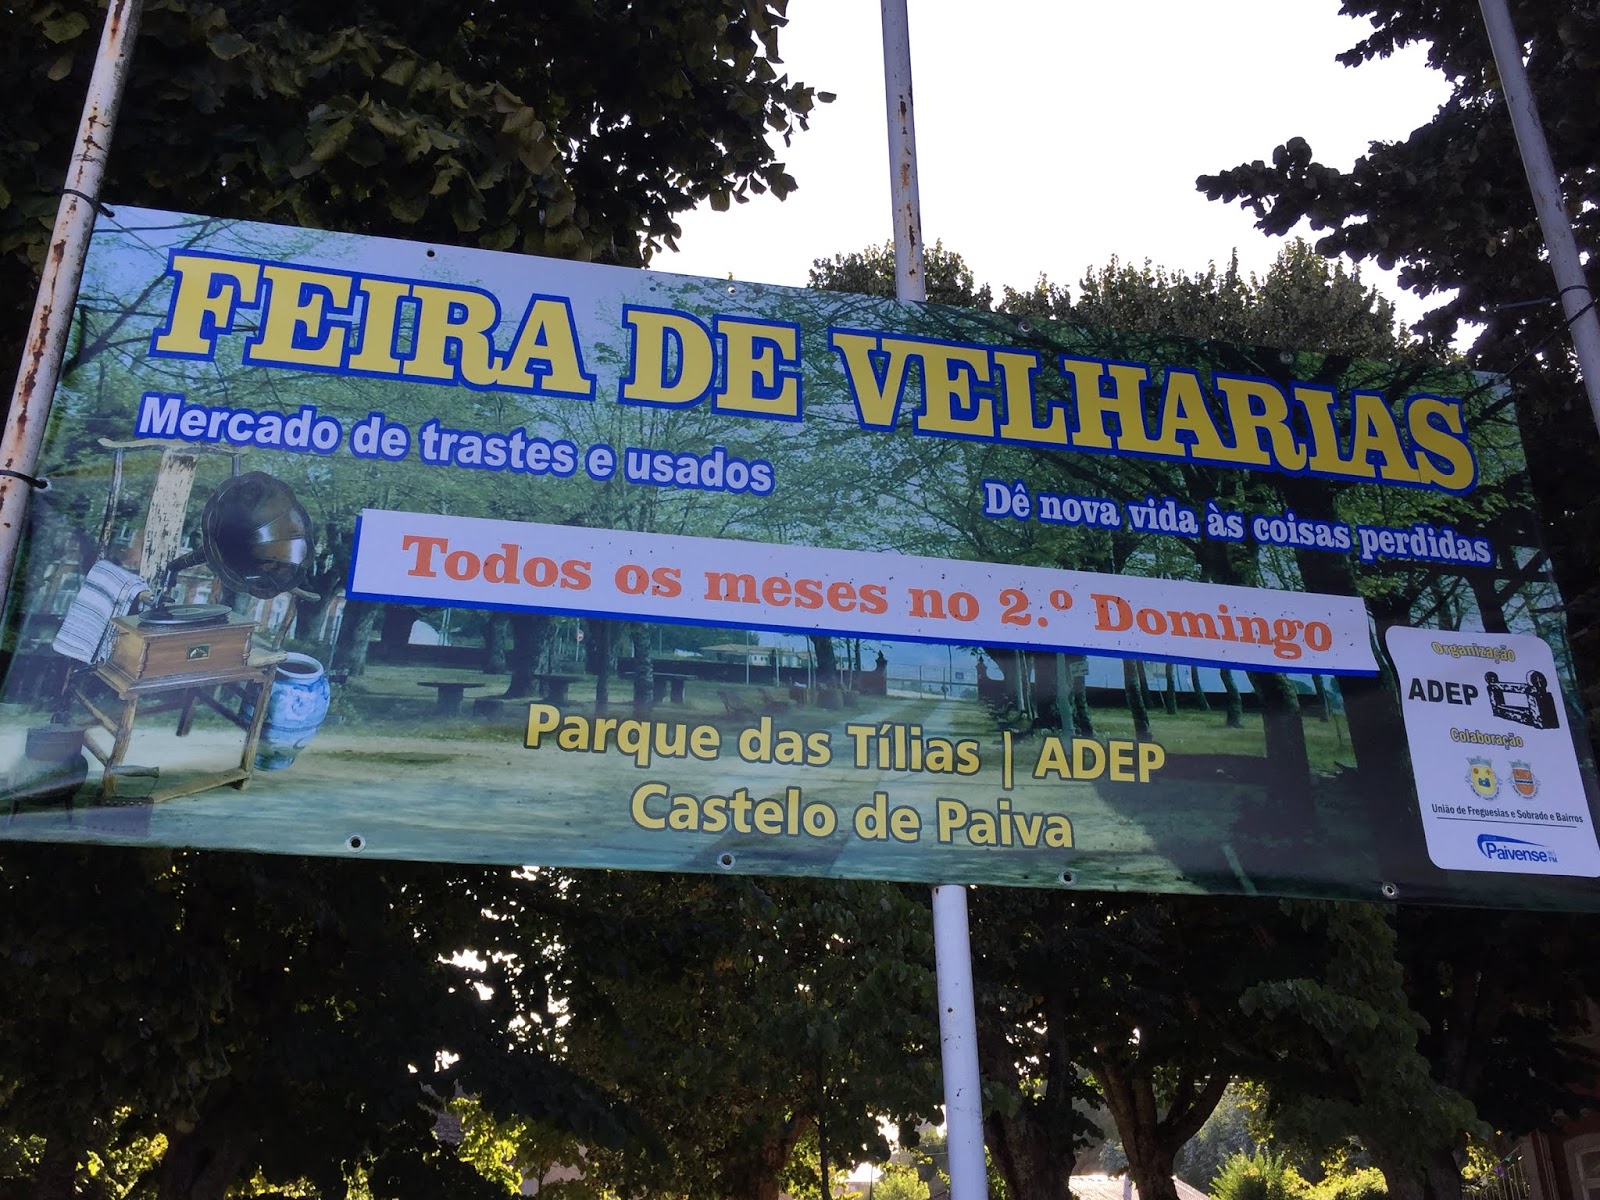 FEIRA DE VELHARIAS
Mercado de trastes e usados
Dê nova vida às coisas perdidas
Todos os meses no 2.º Domingo
Parque das Tílias | ADEP
Castelo de Paiva
Organização
ADEP
Colaboração
União de Freguesias e Sobrado e Bairros
Paivense
FM